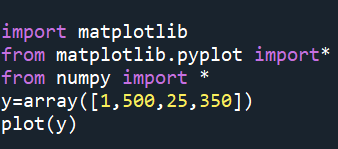 import matplotlib
from matplotlib.pyplot import*
from numpy import *
y=array([1,500,25,350])
plot(y)